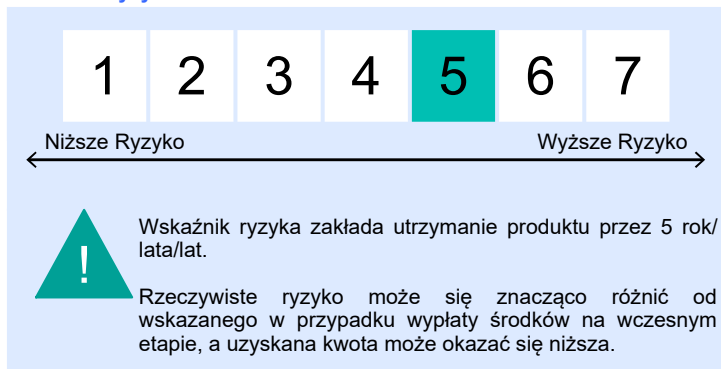 1 2 3 4 5 6 7
Niższe Ryzyko Wyższe Ryzyko
!
Wskaźnik ryzyka zakłada utrzymanie produktu przez 5 rok/
lata/lat.
Rzeczywiste ryzyko może się znacząco różnić od
wskazanego w przypadku wypłaty środków na wczesnym
etapie, a uzyskana kwota może okazać się niższa.